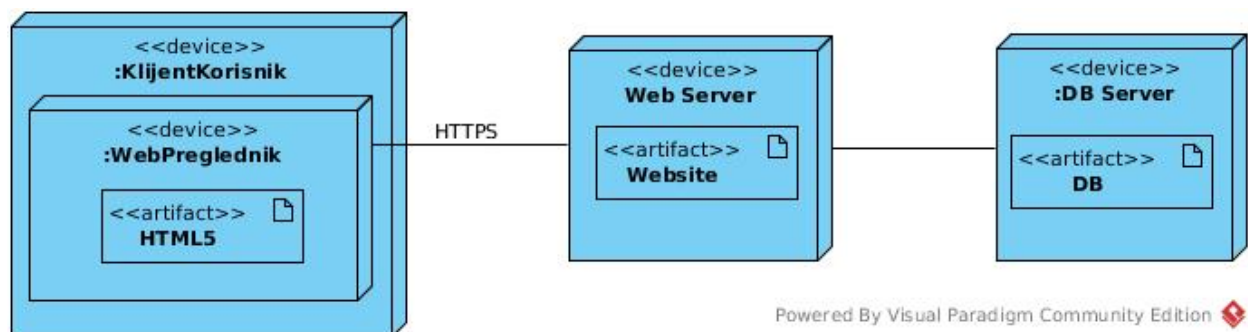 <<device>>
:KlijentKorisnik
<<device>>
:WebPreglednik
<<artifact>>
HTML5
HTTPS
<<device>>
Web Server
<<artifact>>
Website
<<device>>
:DB Server
<<artifact>>
DB
Powered By Visual Paradigm Community Edition